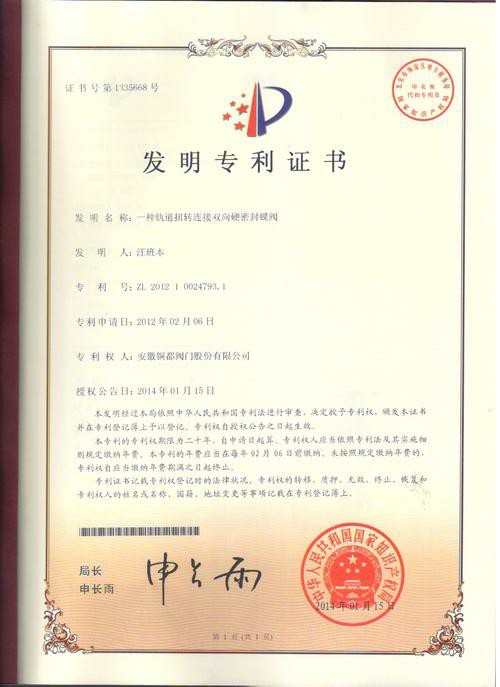 证书号第1335668号
印花税
代扣专用章
发明专利证书
发明名称：一种轨道扭转连接双向硬密封蝶阀
发明人：汪班本
专利号：ZL 2012 1 0024793.1
专利申请日：2012年02月06日
专利权人：安徽铜都阀门股份有限公司
授权公告日：2014年01月15日
本发明经过本局依照中华人民共和国专利法进行审查，决定授予专利权，颁发本证书
并在专利登记簿上予以登记。专利权自授权公告之日起生效。
本专利的专利权期限为二十年，自申请日起算。专利权人应当依照专利法及其实施细
则规定缴纳年费。本专利的年费应当在每年02月06日前缴纳。未按照规定缴纳年费的，
专利权自应当缴纳年费期满之日起终止。
专利证书记载专利权登记时的法律状况。专利权的转移、质押、无效、终止、恢复和
专利权人的姓名或名称、国籍、地址变更等事项记载在专利登记簿上。
局长
申长雨
申长雨
中华人民共和国国家知识产权局
2014年01月15日
第1页(共1页)